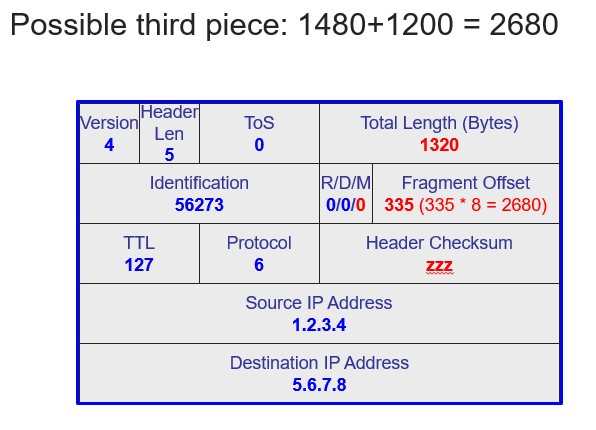 Possible third piece: 1480+1200 = 2680
Version
4
Header
Len
5
ToS
0
Total Length (Bytes)
1320
Identification
56273
R/D/M
0/0/0
Fragment Offset
335 (335 * 8 = 2680)
TTL
127
Protocol
6
Header Checksum
zzz
Source IP Address
1.2.3.4
Destination IP Address
5.6.7.8